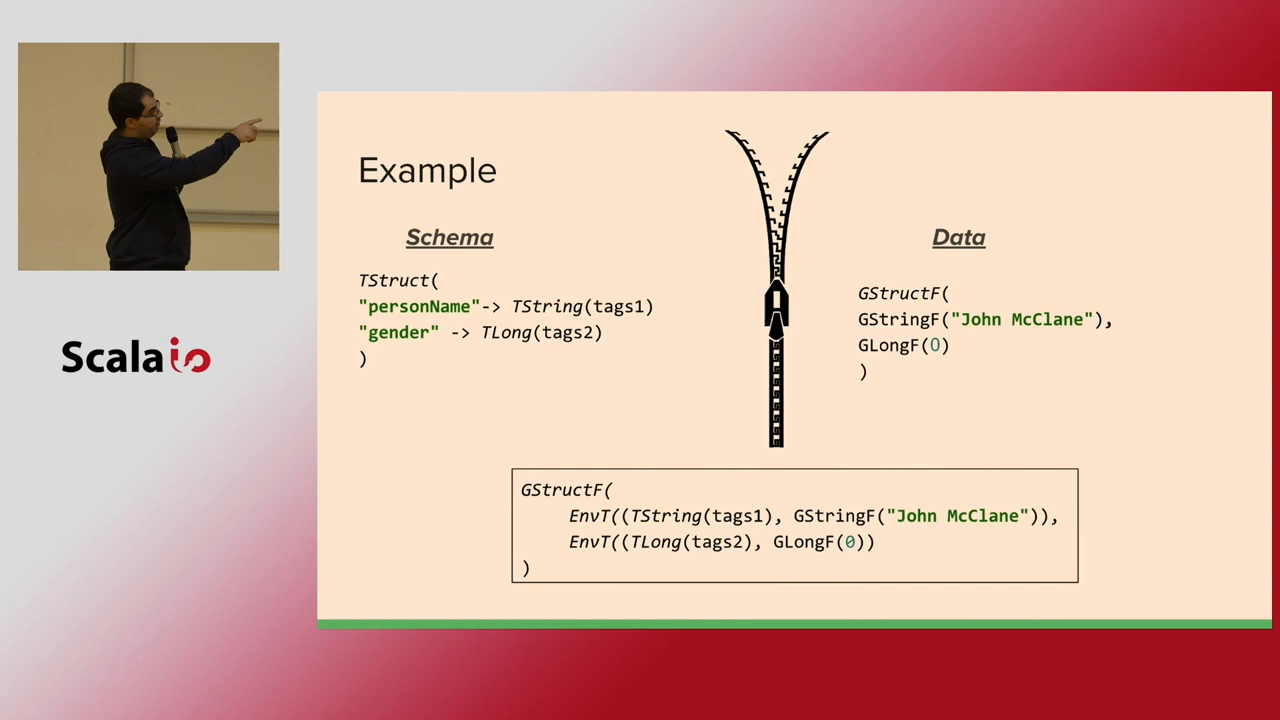 Example
Schema
TStruct(
"personName"-> TString(tags1)
"gender" -> TLong(tags2)
)
Data
GStructF(
GStringF("John McClane"),
GLongF(0)
)
GStructF(
EnvT((TString(tags1), GStringF("John McClane")),
EnvT((TLong(tags2), GLongF(0))
)
Scala io